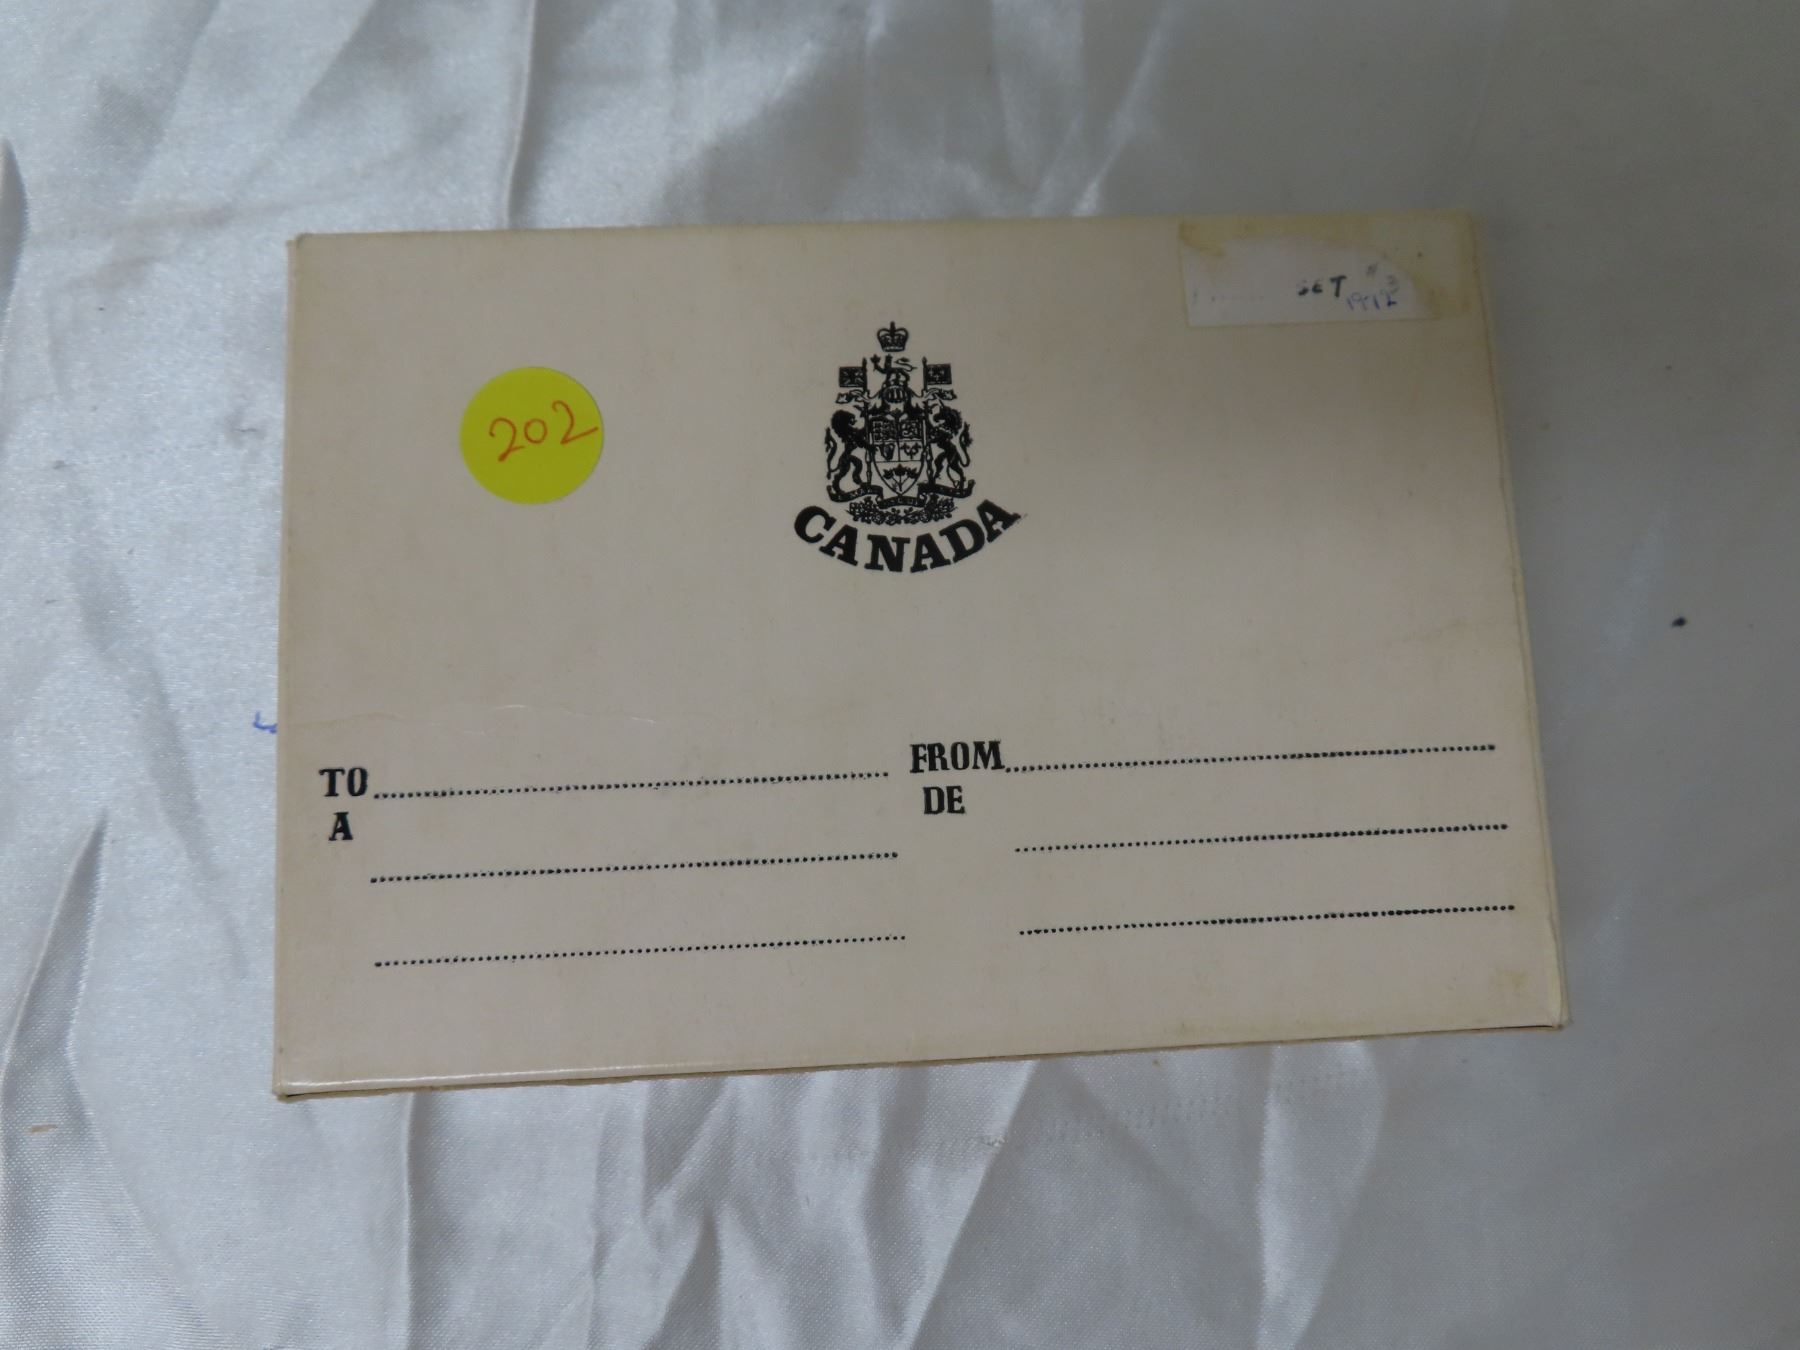 SET #3
1972
202
CANADA
TO
A
FROM
DE